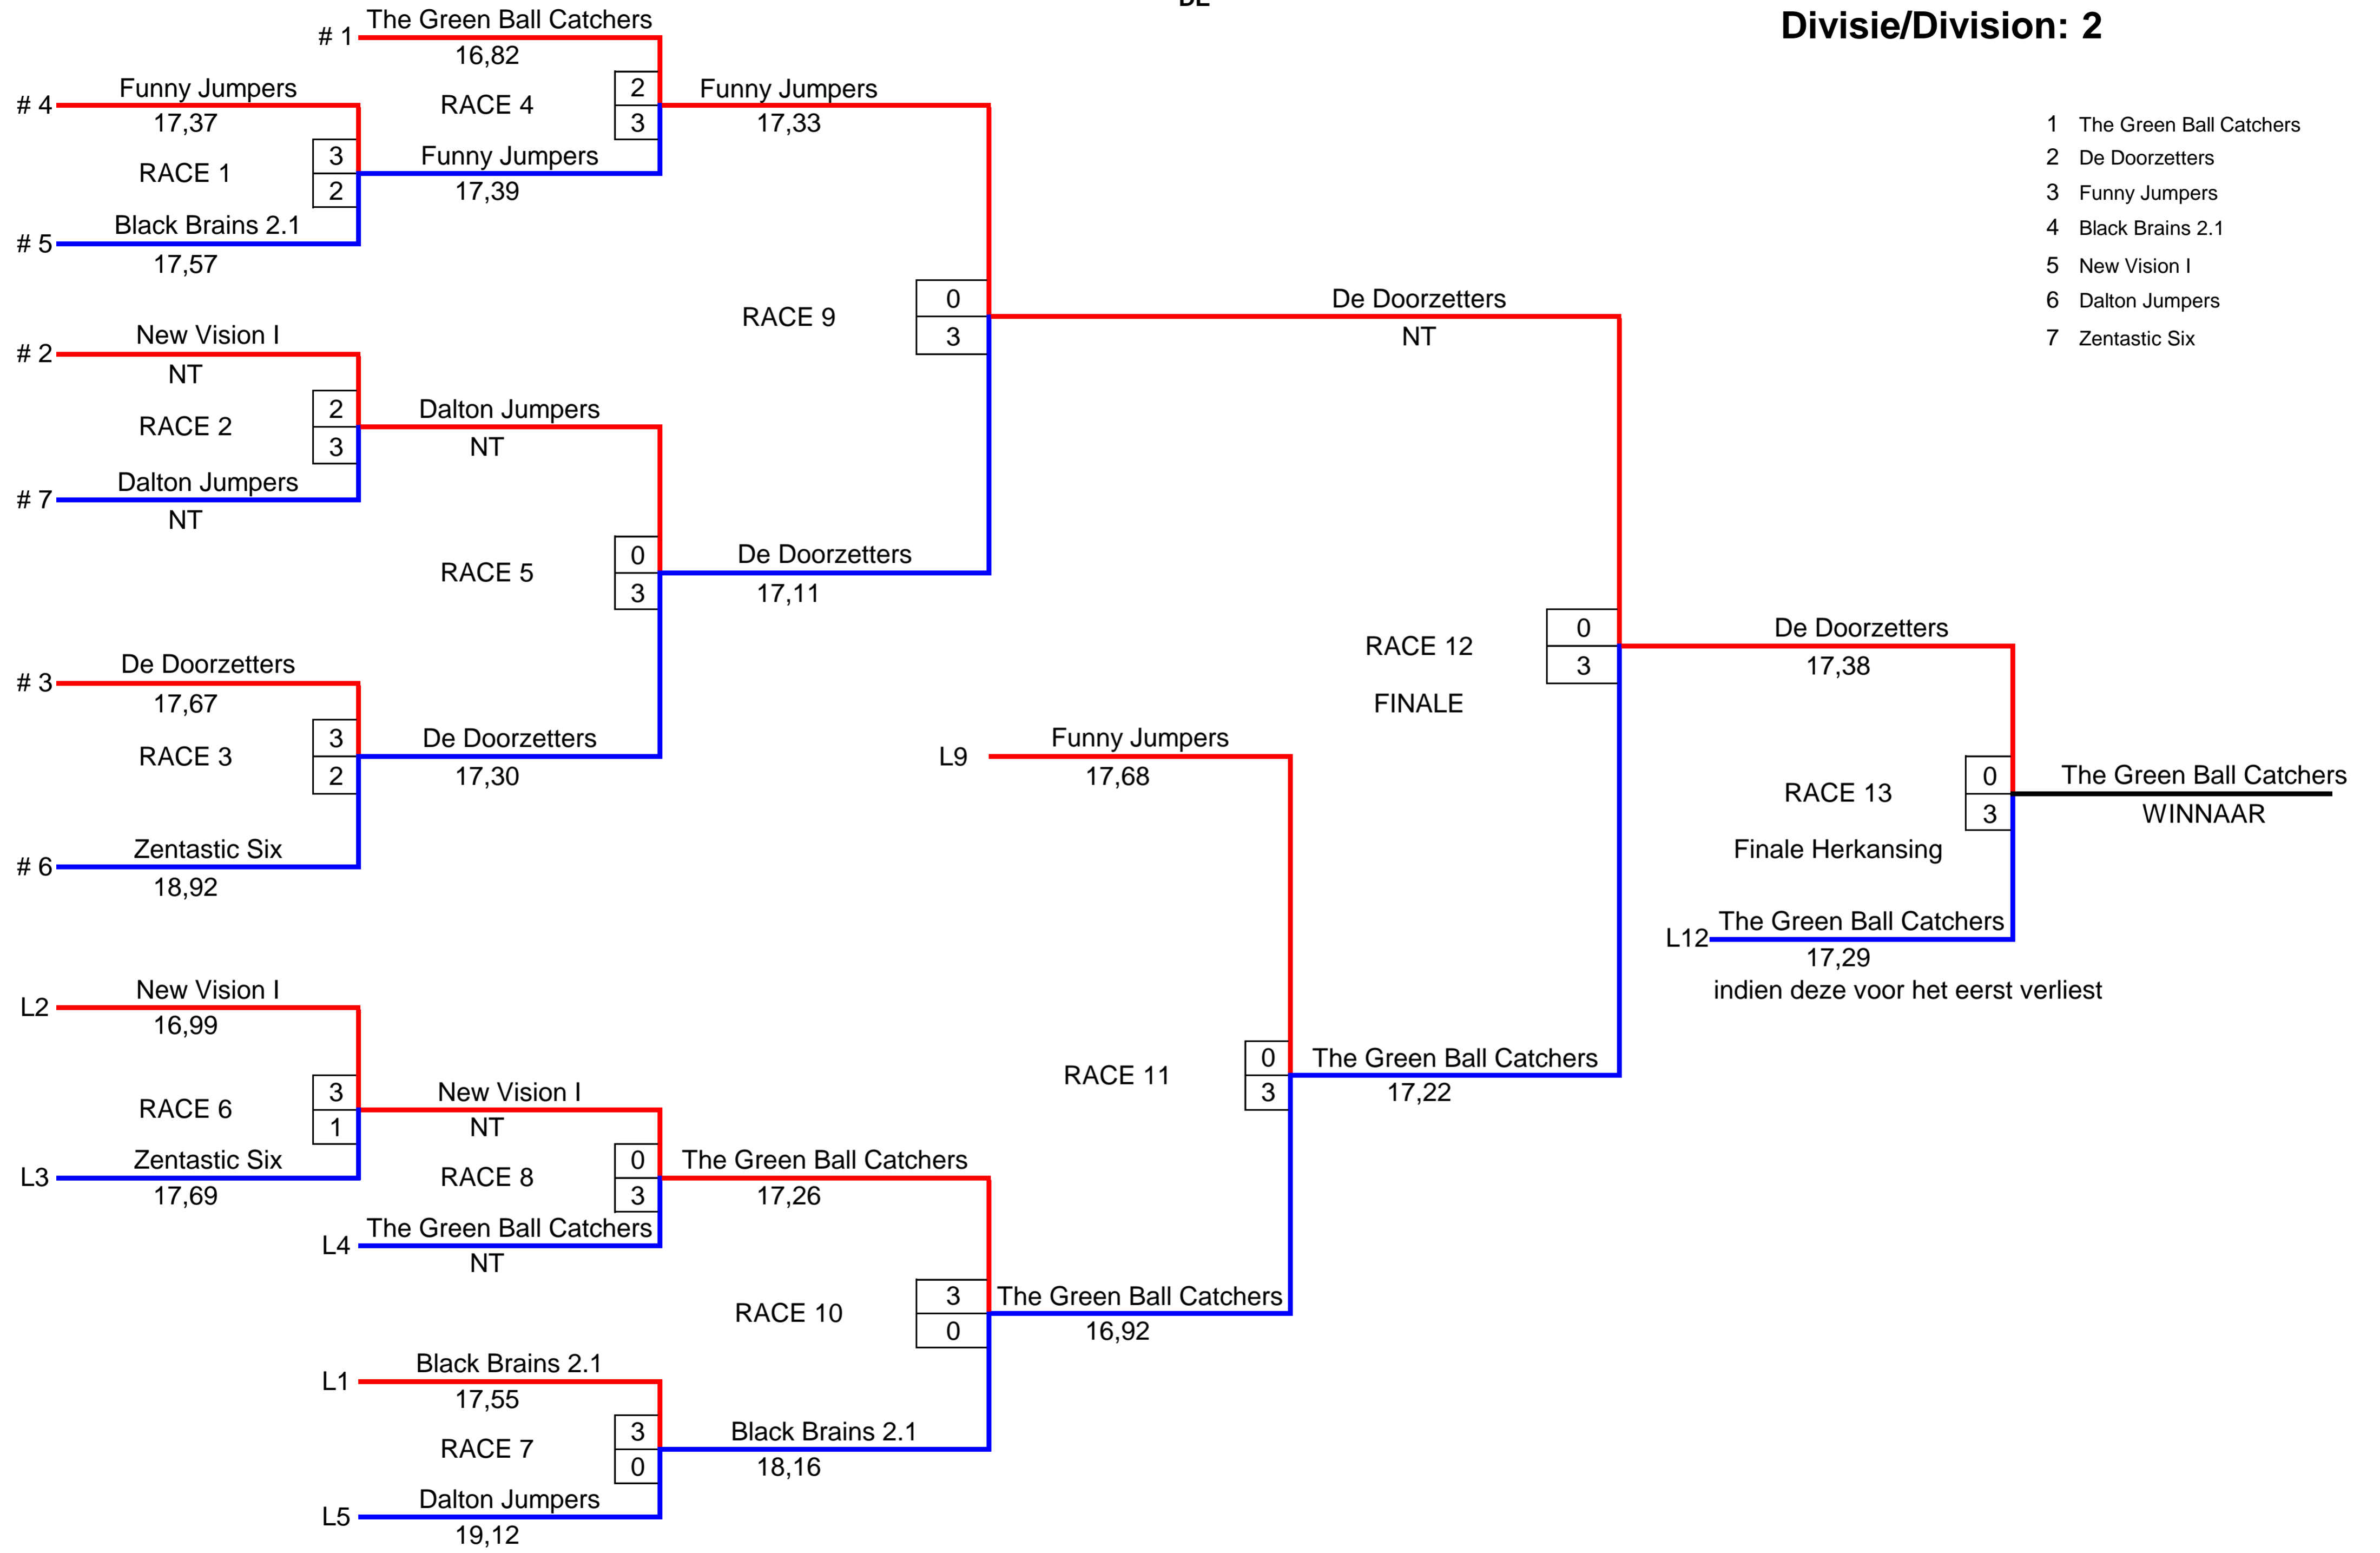 DE
Divisie/Division: 2
1 The Green Ball Catchers
2 De Doorzetters
3 Funny Jumpers
4 Black Brains 2.1
5 New Vision I
6 Dalton Jumpers
7 Zentastic Six
# 1 The Green Ball Catchers
16,82
# 4 Funny Jumpers
17,37
RACE 4
2
3
Funny Jumpers
17,33
RACE 1
3
2
Funny Jumpers
17,39
# 5 Black Brains 2.1
17,57
RACE 9
0
3
De Doorzetters
NT
# 2 New Vision I
NT
RACE 2
2
3
Dalton Jumpers
NT
# 7 Dalton Jumpers
NT
RACE 5
0
3
De Doorzetters
17,11
# 3 De Doorzetters
17,67
RACE 3
3
2
De Doorzetters
17,30
# 6 Zentastic Six
18,92
RACE 12
0
3
FINALE
De Doorzetters
17,38
L9 Funny Jumpers
17,68
RACE 13
0
3
The Green Ball Catchers
WINNAAR
Finale Herkansing
L12 The Green Ball Catchers
17,29
indien deze voor het eerst verliest
L2 New Vision I
16,99
RACE 6
3
1
New Vision I
NT
L3 Zentastic Six
17,69
RACE 8
0
3
The Green Ball Catchers
17,26
L4 The Green Ball Catchers
NT
RACE 11
0
3
The Green Ball Catchers
17,22
RACE 10
3
0
The Green Ball Catchers
16,92
L1 Black Brains 2.1
17,55
RACE 7
3
0
Black Brains 2.1
18,16
L5 Dalton Jumpers
19,12